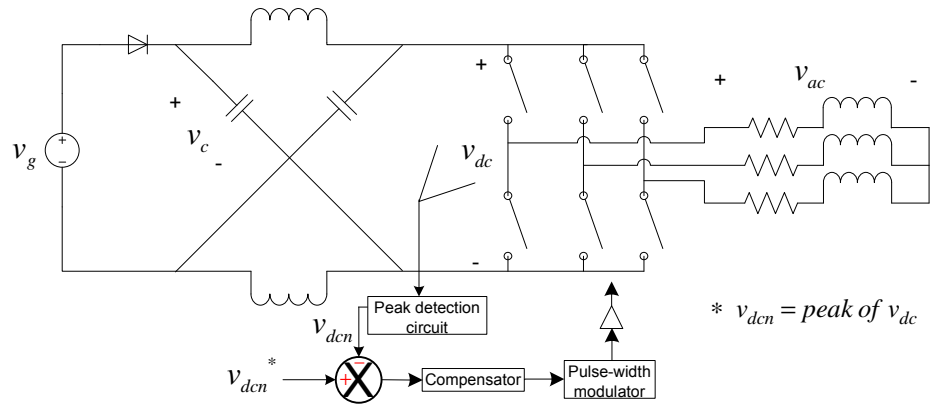 +
-
v_g
+
v_c
-
+
v_dc
-
+ v_ac -
Peak detection
circuit
v_dcn
* v_dcn = peak of v_dc
v_dcn*
+
−
Compensator
Pulse-width
modulator